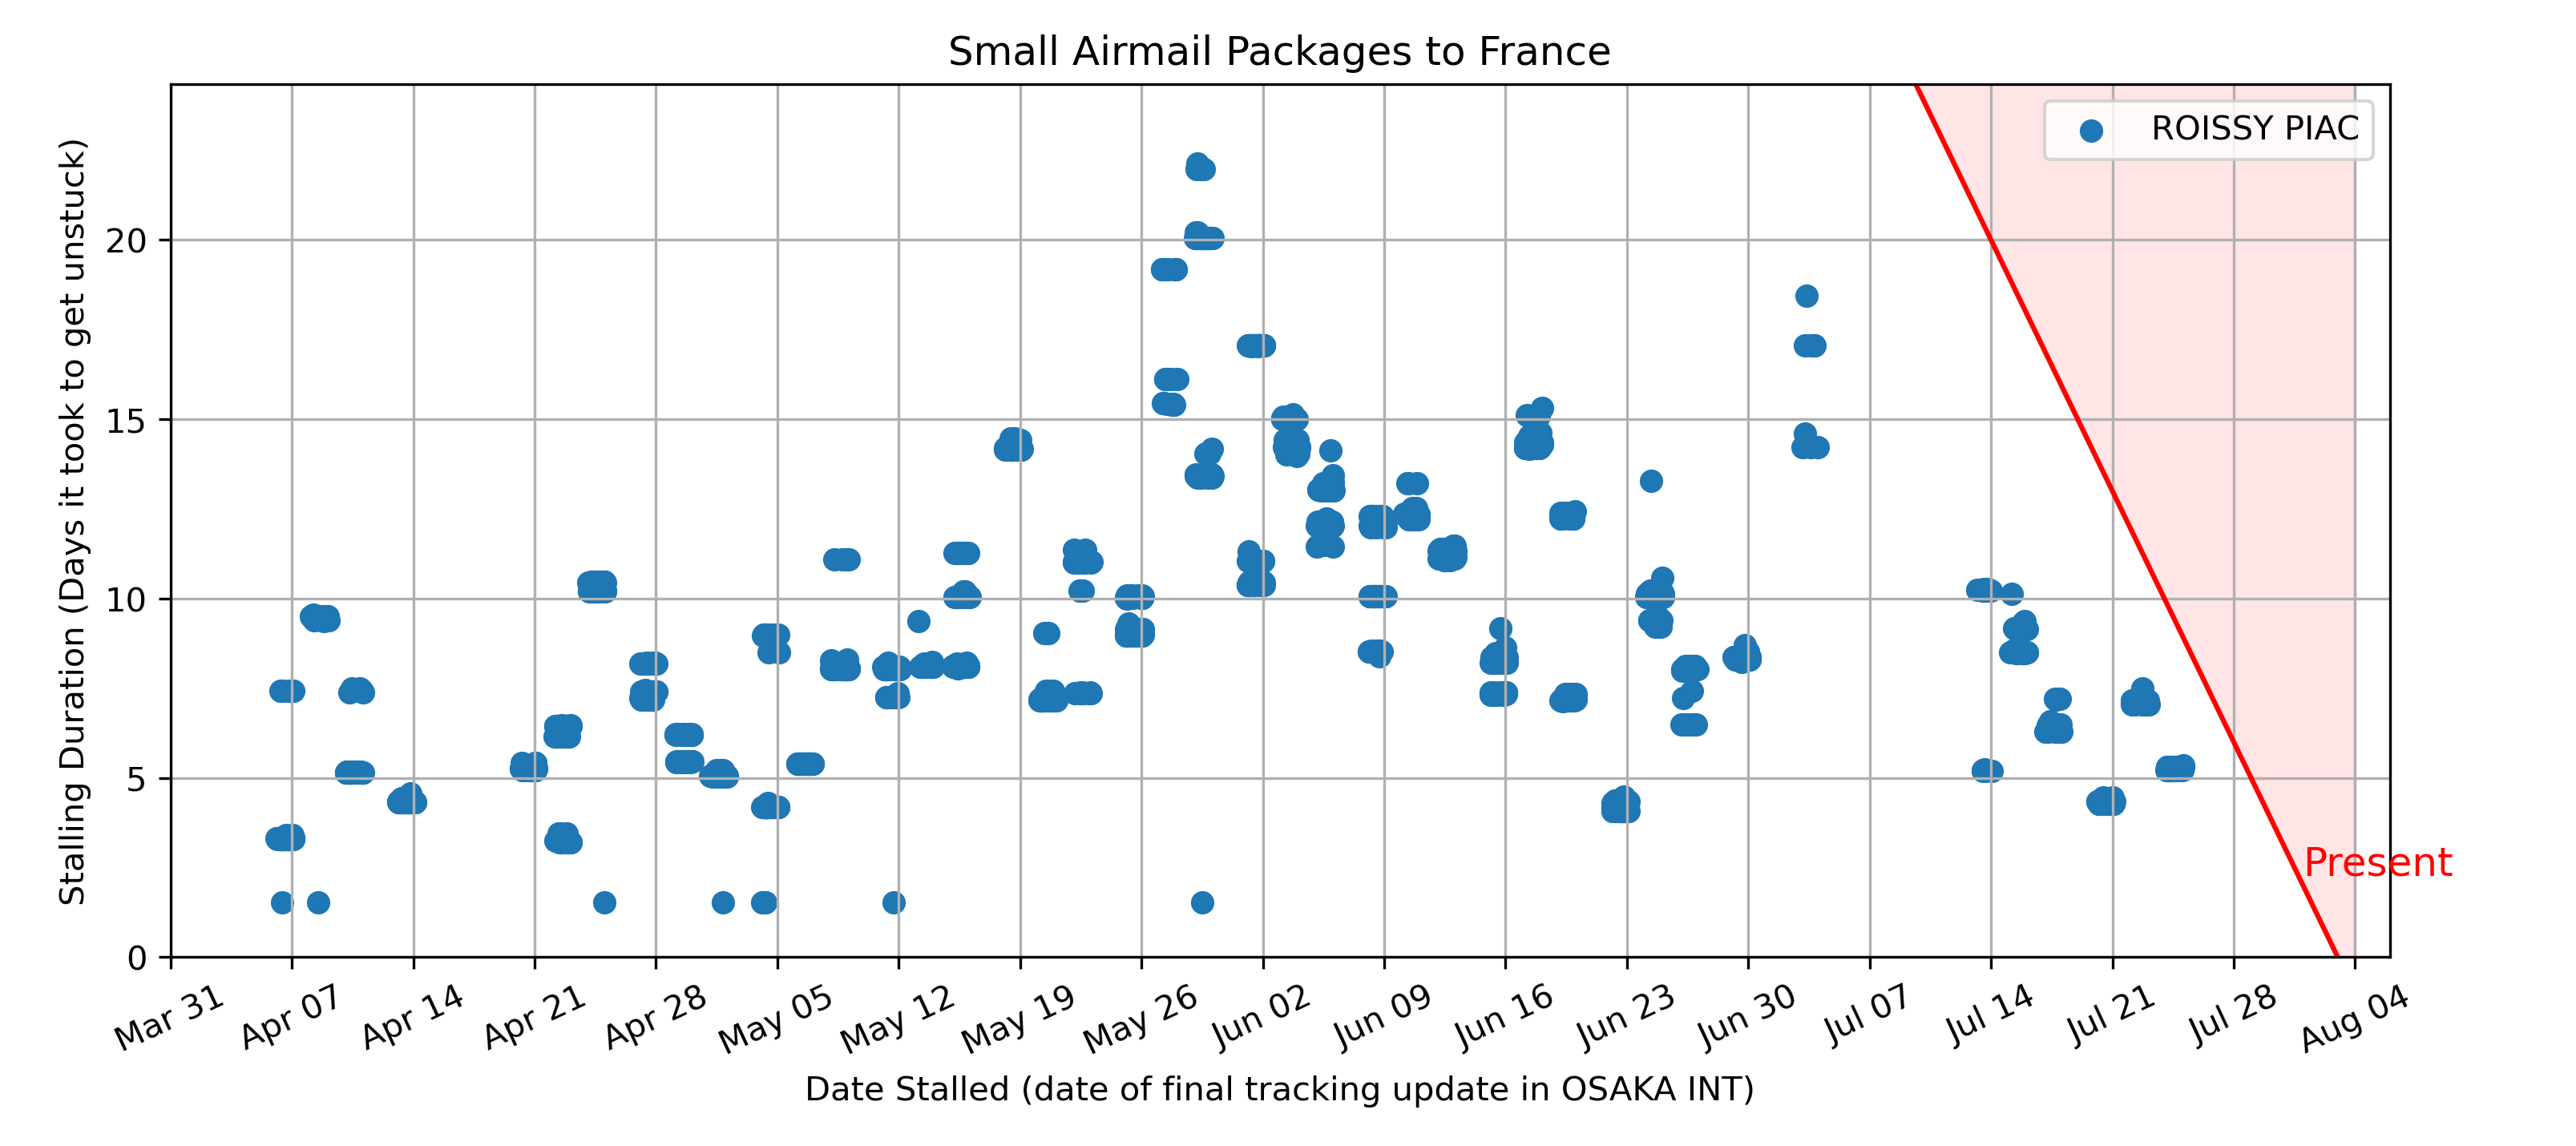 Small Airmail Packages to France
ROISSY PIAC
Stalling Duration (Days it took to get unstuck)
20
15
10
5
0
Present
Mar 31
Apr 07
Apr 14
Apr 21
Apr 28
May 05
May 12
May 19
May 26
Jun 02
Jun 09
Jun 16
Jun 23
Jun 30
Jul 07
Jul 14
Jul 21
Jul 28
Aug 04
Date Stalled (date of final tracking update in OSAKA INT)